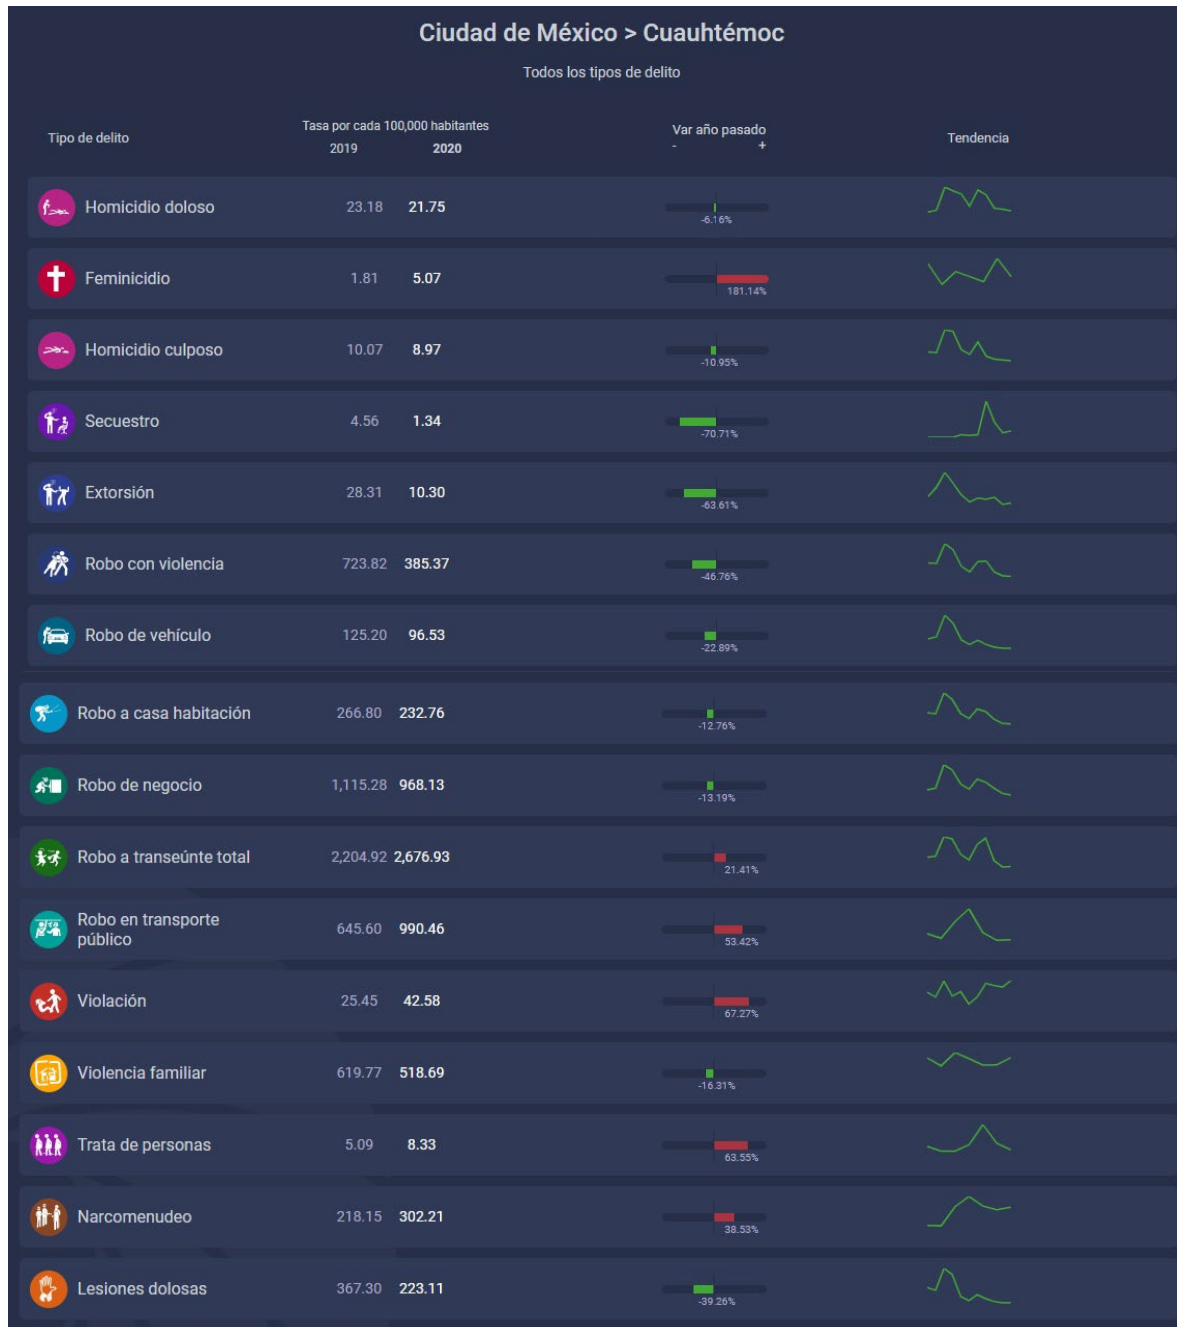 Ciudad de México > Cuauhtémoc
Todos los tipos de delito
Tipo de delito Tasa por cada 100,000 habitantes Var año pasado Tendencia
2019 2020 - +
Homicidio doloso 23.18 21.75 -6.16%
Feminicidio 1.81 5.07 181.14%
Homicidio culposo 10.07 8.97 -10.95%
Secuestro 4.56 1.34 -70.71%
Extorsión 28.31 10.30 -63.61%
Robo con violencia 723.82 385.37 -46.76%
Robo de vehículo 125.20 96.53 -22.89%
Robo a casa habitación 266.80 232.76 -12.76%
Robo de negocio 1,115.28 968.13 -13.19%
Robo a transeúnte total 2,204.92 2,676.93 21.41%
Robo en transporte
público 645.60 990.46 53.42%
Violación 25.45 42.58 67.27%
Violencia familiar 619.77 518.69 -16.31%
Trata de personas 5.09 8.33 63.55%
Narcomenudeo 218.15 302.21 38.53%
Lesiones dolosas 367.30 223.11 -39.26%